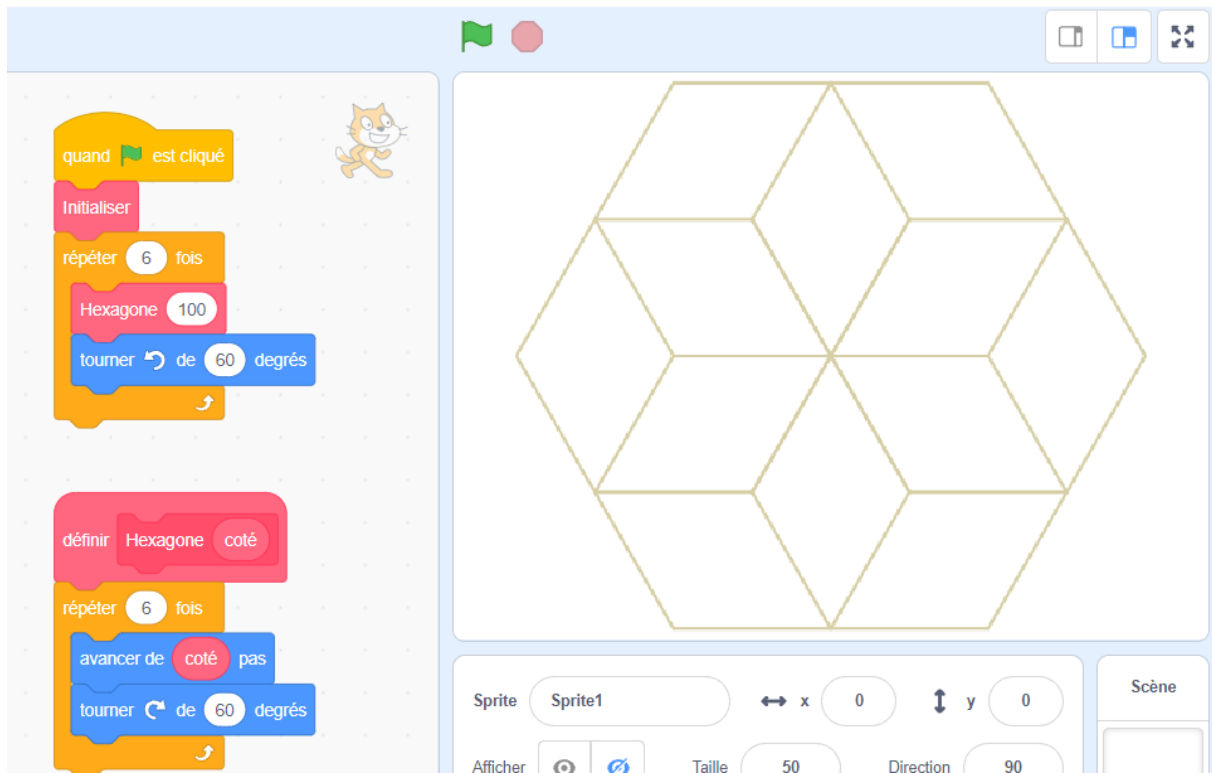 quand est cliqué
Initialiser
répéter 6 fois
Hexagone 100
tourner de 60 degrés
définir Hexagone coté
répéter 6 fois
avancer de coté pas
tourner de 60 degrés
Sprite Sprite1 x 0 y 0
Afficher Taille 50 Direction 90
Scène